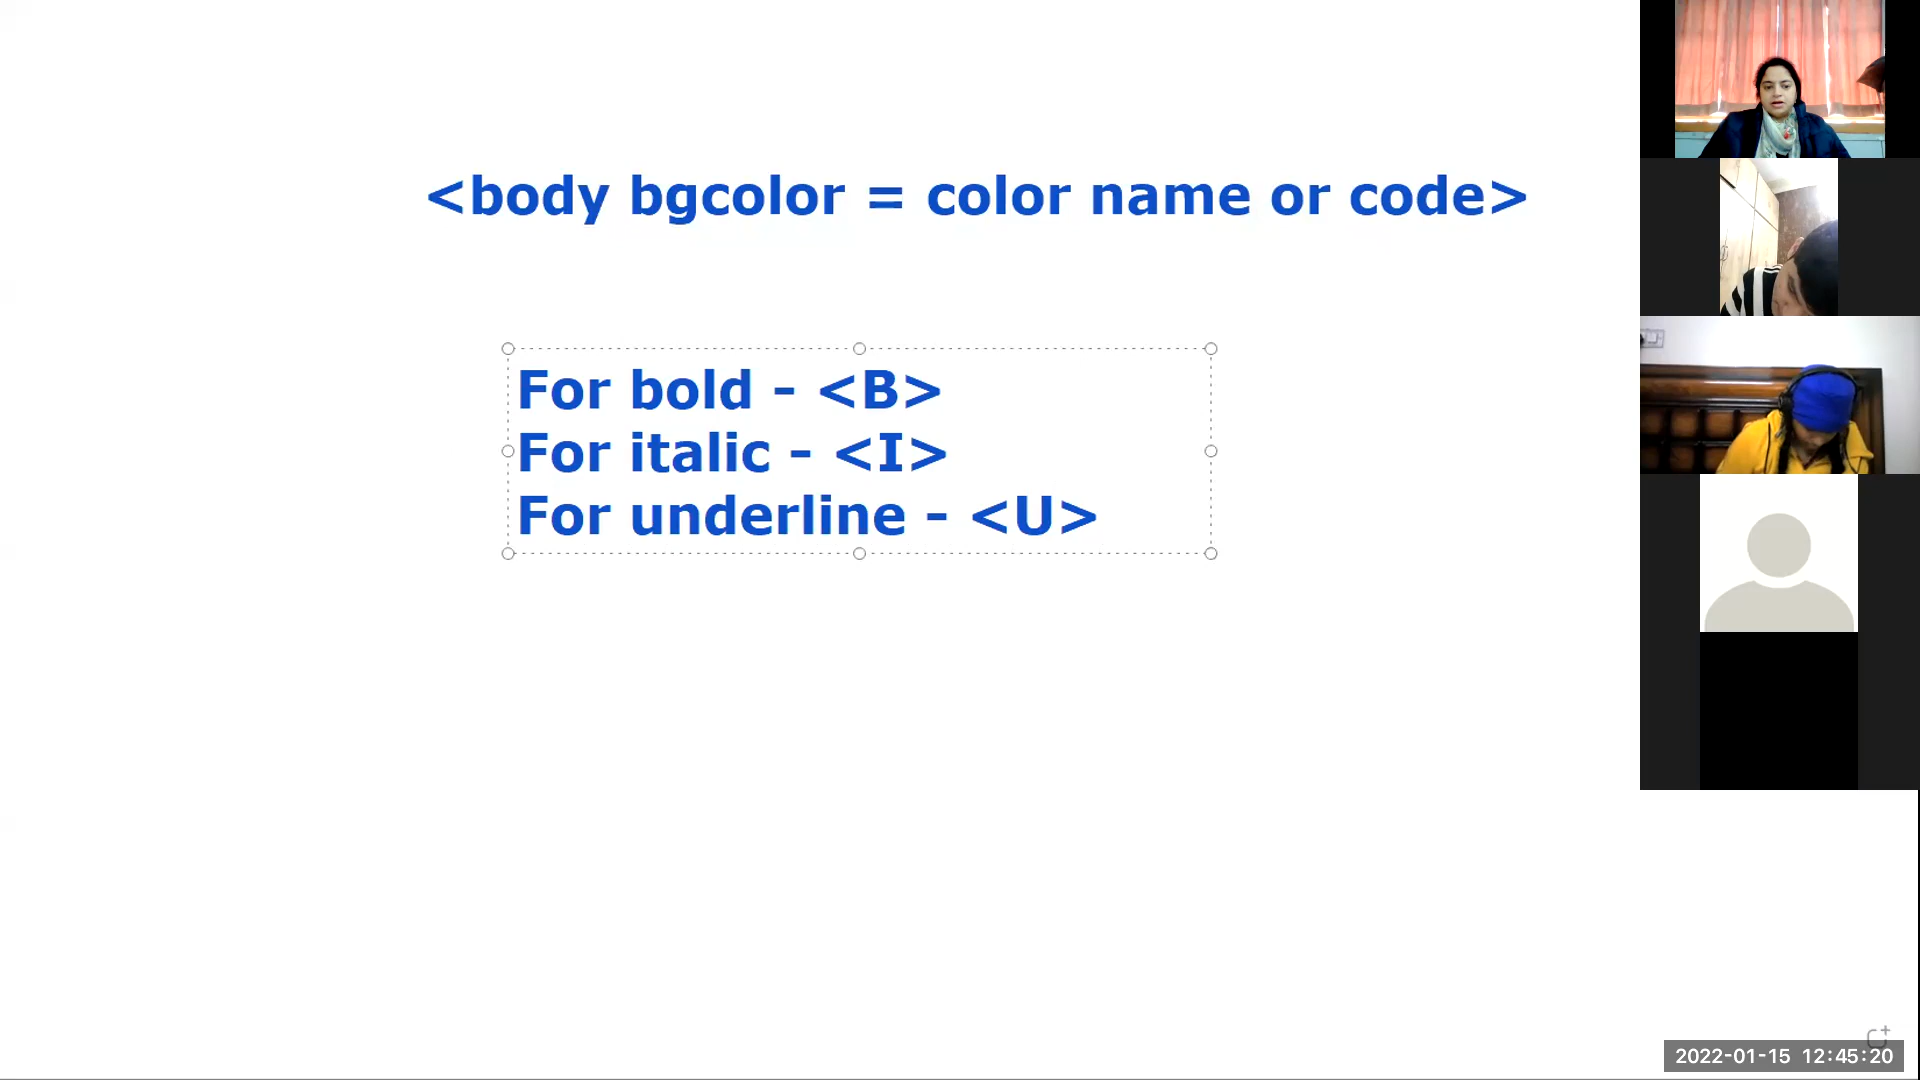 <body bgcolor = color name or code>
For bold - <B>
For italic - <I>
For underline - <U>
2022-01-15 12:45:20